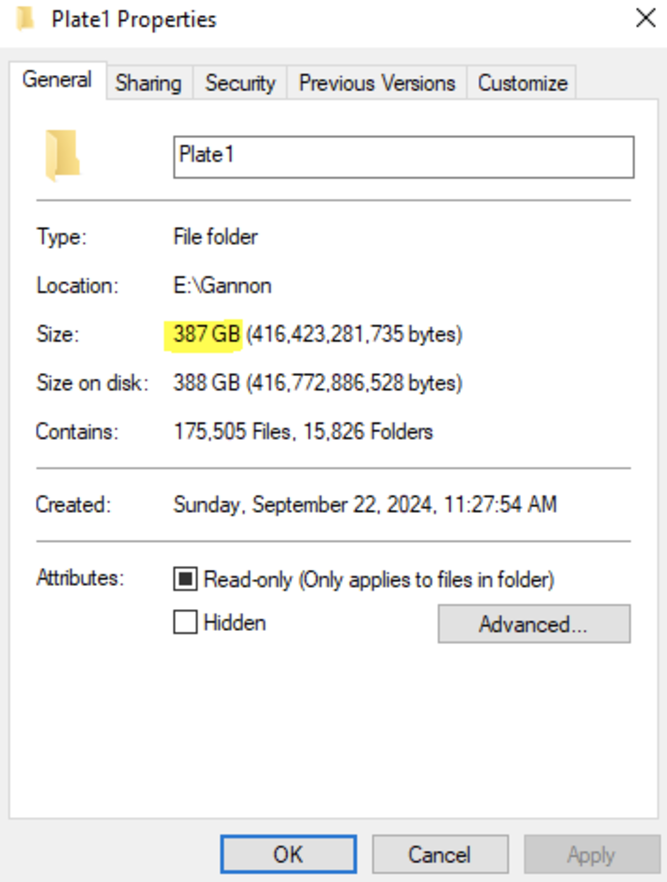 Plate1 Properties
General Sharing Security Previous Versions Customize
Plate1
Type: File folder
Location: E:\Gannon
Size: 387 GB (416,423,281,735 bytes)
Size on disk: 388 GB (416,772,886,528 bytes)
Contains: 175,505 Files, 15,826 Folders
Created: Sunday, September 22, 2024, 11:27:54 AM
Attributes: Read-only (Only applies to files in folder)
Hidden Advanced...
OK Cancel Apply